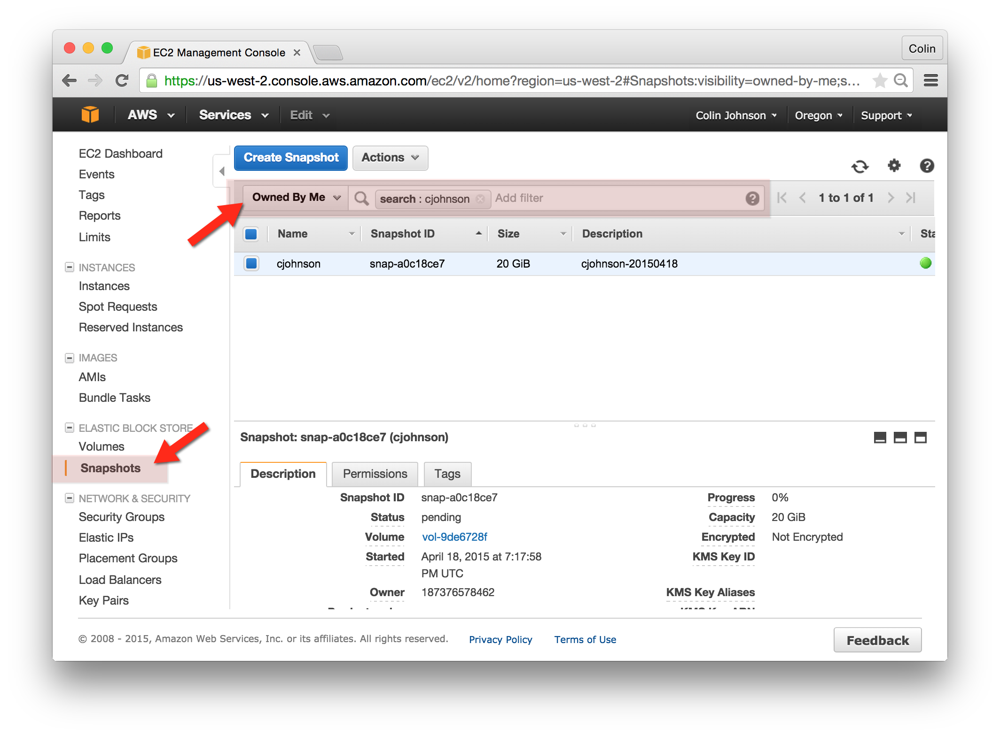 EC2 Management Console
Colin
https://us-west-2.console.aws.amazon.com/ec2/v2/home?region=us-west-2#Snapshots:visibility=owned-by-me;s...
AWS Services Edit Colin Johnson Oregon Support
EC2 Dashboard
Events
Tags
Reports
Limits
INSTANCES
Instances
Spot Requests
Reserved Instances
IMAGES
AMIs
Bundle Tasks
ELASTIC BLOCK STORE
Volumes
Snapshots
NETWORK & SECURITY
Security Groups
Elastic IPs
Placement Groups
Load Balancers
Key Pairs
Create Snapshot Actions
Owned By Me search : cjohnson Add filter 1 to 1 of 1
Name Snapshot ID Size Description Sta
cjohnson snap-a0c18ce7 20 GiB cjohnson-20150418
Snapshot: snap-a0c18ce7 (cjohnson)
Description Permissions Tags
Snapshot ID snap-a0c18ce7 Progress 0%
Status pending Capacity 20 GiB
Volume vol-9de6728f Encrypted Not Encrypted
Started April 18, 2015 at 7:17:58 KMS Key ID
PM UTC
Owner 187376578462 KMS Key Aliases
© 2008 - 2015, Amazon Web Services, Inc. or its affiliates. All rights reserved. Privacy Policy Terms of Use Feedback